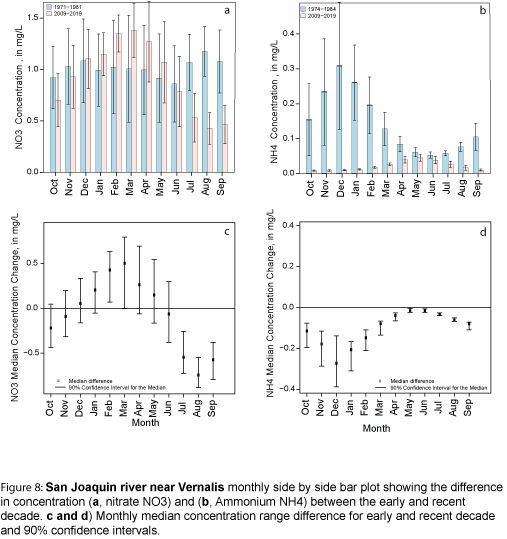 a
1971-1981
2009-2019
NO3 Concentration , in mg/L
1.5
1.0
0.5
0.0
Oct Nov Dec Jan Feb Mar Apr May Jun Jul Aug Sep
b
1974-1984
2009-2019
NH4 Concentration , in mg/L
0.4
0.3
0.2
0.1
0.0
Oct Nov Dec Jan Feb Mar Apr May Jun Jul Aug Sep
c
NO3 Median Concentration Change, in mg/L
0.5
0.0
-0.5
Median difference
90% Confidence Interval for the Median
Oct Nov Dec Jan Feb Mar Apr May Jun Jul Aug Sep
Month
d
NH4 Median Concentration Change, in mg/L
0.4
0.2
-0.0
-0.2
-0.4
Median difference
90% Confidence Interval for the Median
Oct Nov Dec Jan Feb Mar Apr May Jun Jul Aug Sep
Month
Figure 8: San Joaquin river near Vernalis monthly side by side bar plot showing the difference
in concentration (a, nitrate NO3) and (b, Ammonium NH4) between the early and recent
decade. c and d) Monthly median concentration range difference for early and recent decade
and 90% confidence intervals.